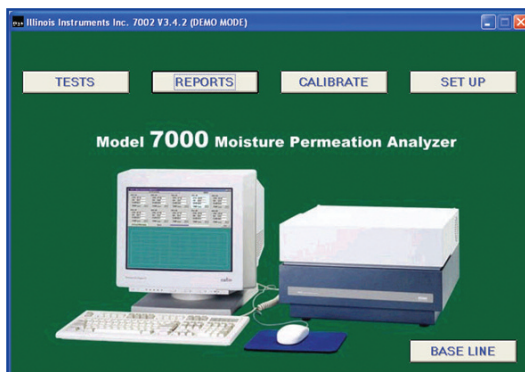 Illinois Instruments Inc. 7002 V3.4.2 (DEMO MODE)
TESTS
REPORTS
CALIBRATE
SET UP
Model 7000 Moisture Permeation Analyzer
BASE LINE